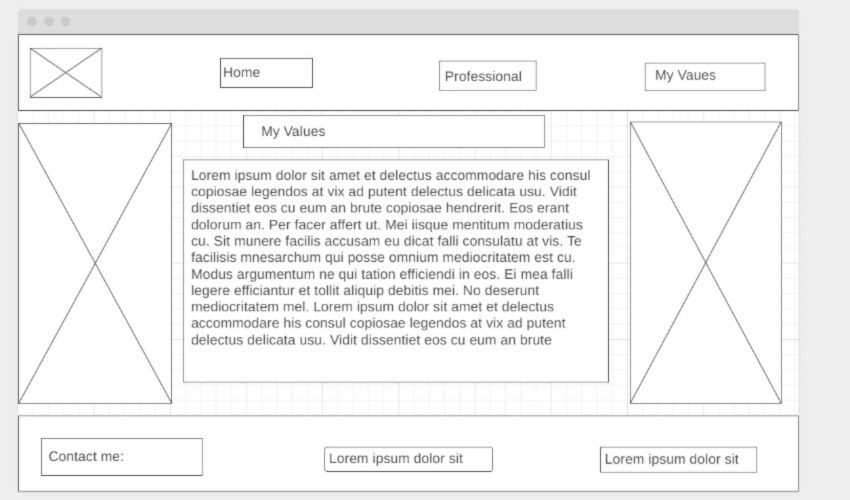 Home
Professional
My Vaues
My Values
Lorem ipsum dolor sit amet et delectus accommodare his consul
copiosae legendos at vix ad putent delectus delicata usu. Vidit
dissentiet eos cu eum an brute copiosae hendrerit. Eos erant
dolorum an. Per facer affert ut. Mei iisque mentitum moderatius
cu. Sit munere facilis accusam eu dicat falli consulatu at vis. Te
facilisis mnesarchum qui posse omnium mediocritatem est cu.
Modus argumentum ne qui tation efficiendi in eos. Ei mea falli
legere efficiantur et tollit aliquip debitis mei. No deserunt
mediocritatem mel. Lorem ipsum dolor sit amet et delectus
accommodare his consul copiosae legendos at vix ad putent
delectus delicata usu. Vidit dissentiet eos cu eum an brute
Contact me:
Lorem ipsum dolor sit
Lorem ipsum dolor sit